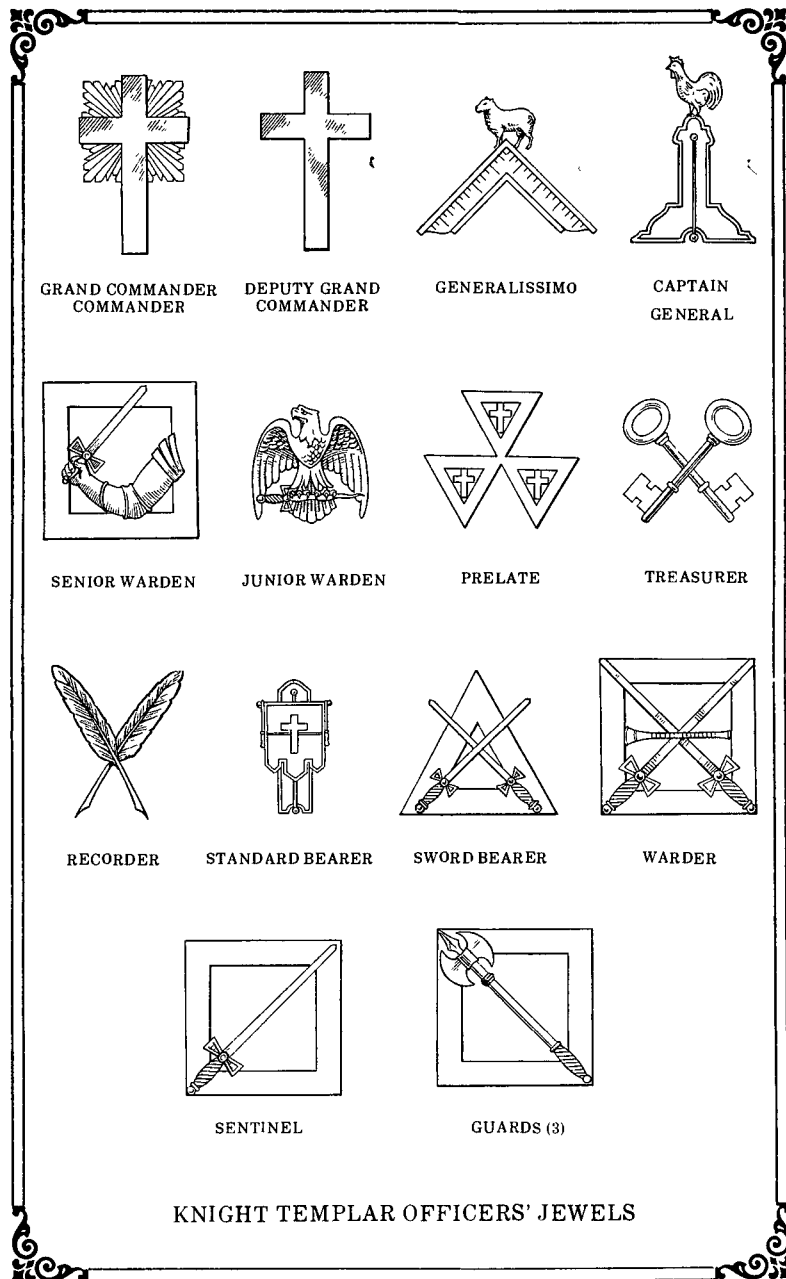 GRAND COMMANDER
COMMANDER
DEPUTY GRAND
COMMANDER
GENERALISSIMO
CAPTAIN
GENERAL
SENIOR WARDEN
JUNIOR WARDEN
PRELATE
TREASURER
RECORDER
STANDARD BEARER
SWORD BEARER
WARDER
SENTINEL
GUARDS (3)
KNIGHT TEMPLAR OFFICERS' JEWELS